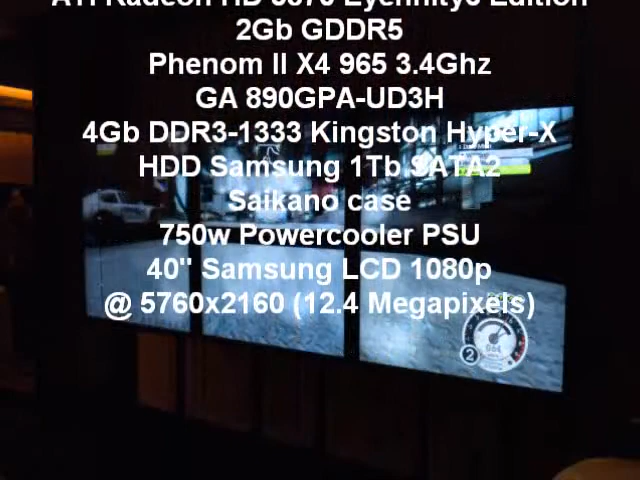 2Gb GDDR5
Phenom II X4 965 3.4Ghz
GA 890GPA-UD3H
4Gb DDR3-1333 Kingston Hyper-X
HDD Samsung 1Tb SATA2
Saikano case
750w Powercooler PSU
40" Samsung LCD 1080p
@ 5760x2160 (12.4 Megapixels)
2